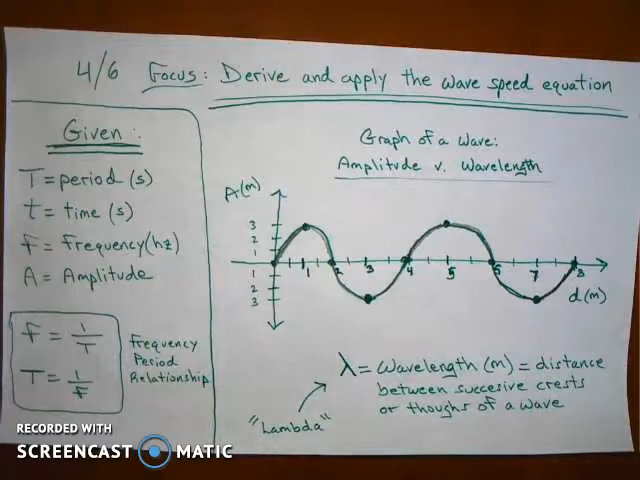 4/6 Focus: Derive and apply the wave speed equation
Given:
T = period (s)
t = time (s)
f = frequency (hz)
A = Amplitude
f = 1/T
T = 1/f
Frequency
Period
Relationship
Graph of a Wave:
Amplitude v. Wavelength
A(m)
3
2
1
1
2
3
1 2 3 4 5 6 7 8
d(m)
λ = Wavelength (m) = distance
between succesive crests
or thoughs of a wave
"Lambda"
RECORDED WITH
SCREENCAST MATIC